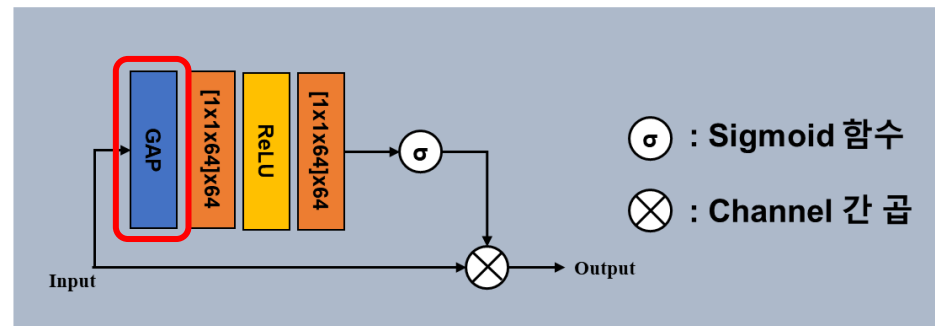 GAP
[1x1x64]x64
ReLU
[1x1x64]x64
σ
σ : Sigmoid 함수
: Channel 간 곱
Input
Output